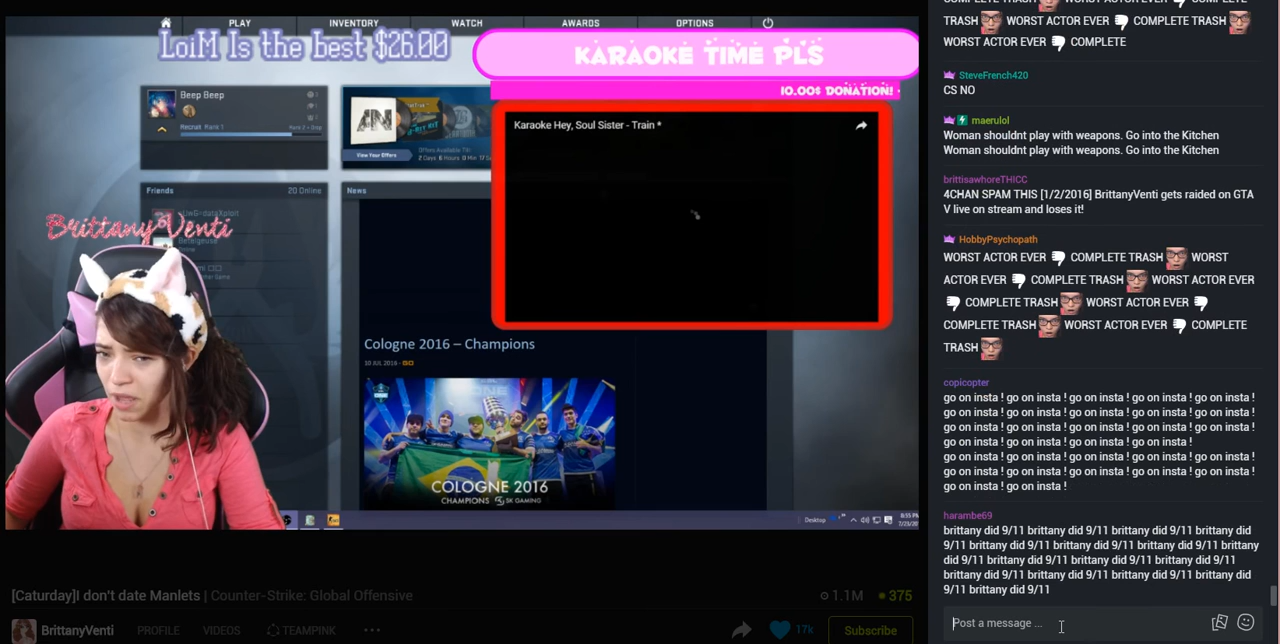 PLAY INVENTORY WATCH AWARDS OPTIONS
LoiM Is the best $26.00
KARAOKE TIME PLS
10.00$ DONATION!
Beep Beep
Recruit Rank 1
View Your Offers
Karaoke Hey, Soul Sister - Train *
Friends 20 Online
News
BrittanyVenti
Cologne 2016 – Champions
10 JUL 2016 -
COLOGNE 2016
CHAMPIONS SK GAMING
Desktop
8:55 PM
[Caturday]I don't date Manlets | Counter-Strike: Global Offensive
1.1M 375
BrittanyVenti PROFILE VIDEOS TEAMPINK
17k Subscribe
TRASH WORST ACTOR EVER COMPLETE TRASH
WORST ACTOR EVER COMPLETE
SteveFrench420
CS NO
maerulol
Woman shouldnt play with weapons. Go into the Kitchen
Woman shouldnt play with weapons. Go into the Kitchen
brittisawhoreTHICC
4CHAN SPAM THIS [1/2/2016] BrittanyVenti gets raided on GTA
V live on stream and loses it!
HobbyPsychopath
WORST ACTOR EVER COMPLETE TRASH WORST
ACTOR EVER COMPLETE TRASH WORST ACTOR EVER
COMPLETE TRASH WORST ACTOR EVER
COMPLETE TRASH WORST ACTOR EVER COMPLETE
TRASH
copicopter
go on insta ! go on insta ! go on insta ! go on insta ! go on insta !
go on insta ! go on insta ! go on insta ! go on insta ! go on insta !
go on insta ! go on insta ! go on insta ! go on insta ! go on insta !
go on insta ! go on insta ! go on insta ! go on insta !
go on insta ! go on insta ! go on insta ! go on insta ! go on insta !
go on insta ! go on insta ! go on insta ! go on insta ! go on insta !
go on insta ! go on insta !
harambe69
brittany did 9/11 brittany did 9/11 brittany did 9/11 brittany did
9/11 brittany did 9/11 brittany did 9/11 brittany did 9/11 brittany
did 9/11 brittany did 9/11 brittany did 9/11 brittany did 9/11
brittany did 9/11 brittany did 9/11 brittany did 9/11 brittany did
9/11 brittany did 9/11
Post a message ...